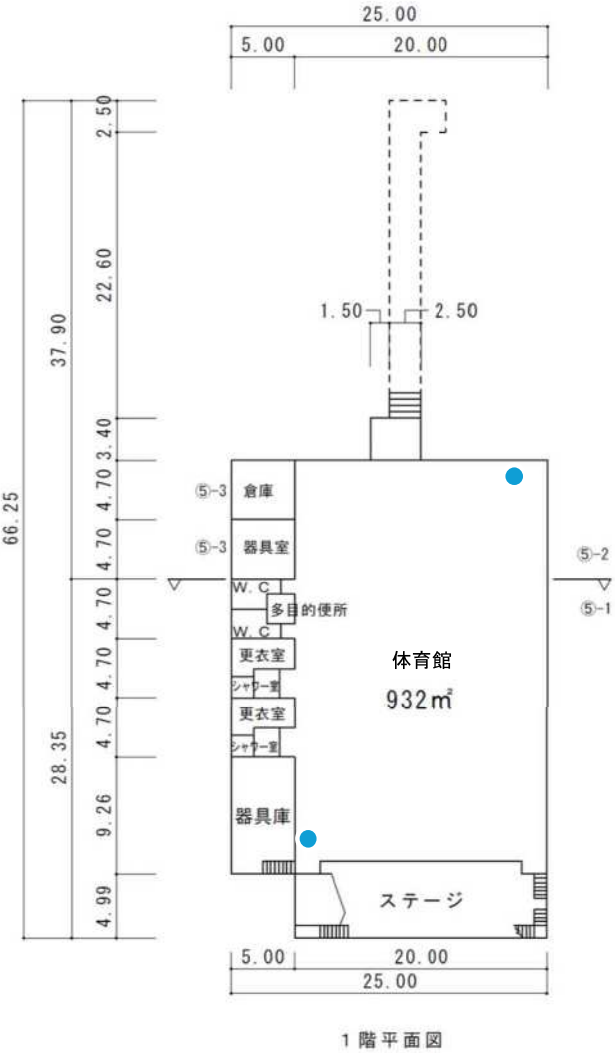 25.00
5.00 20.00
2.50
22.60
1.50 2.50
37.90
3.40
66.25
4.70
⑤-3 倉庫
4.70
⑤-3 器具室
⑤-2
⑤-1
4.70
W.C
多目的便所
W.C
4.70
更衣室
シャワー室
体育館
932㎡
4.70
更衣室
シャワー室
28.35
9.26
器具庫
4.99
ステージ
5.00 20.00
25.00
1階平面図